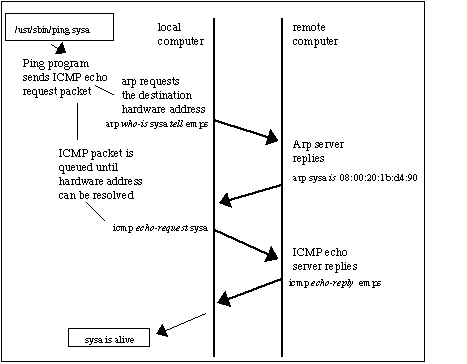 /usr/sbin/ping sysa
local
computer
remote
computer
Ping program
sends ICMP echo
request packet
arp requests
the destination
hardware address
arp who-is sysa tell emps
Arp server
replies
arp sysa is 08:00:20:1b:d4:90
ICMP packet is
queued until
hardware address
can be resolved
icmp echo-request sysa
ICMP echo
server replies
icmp echo-reply emps
sysa is alive